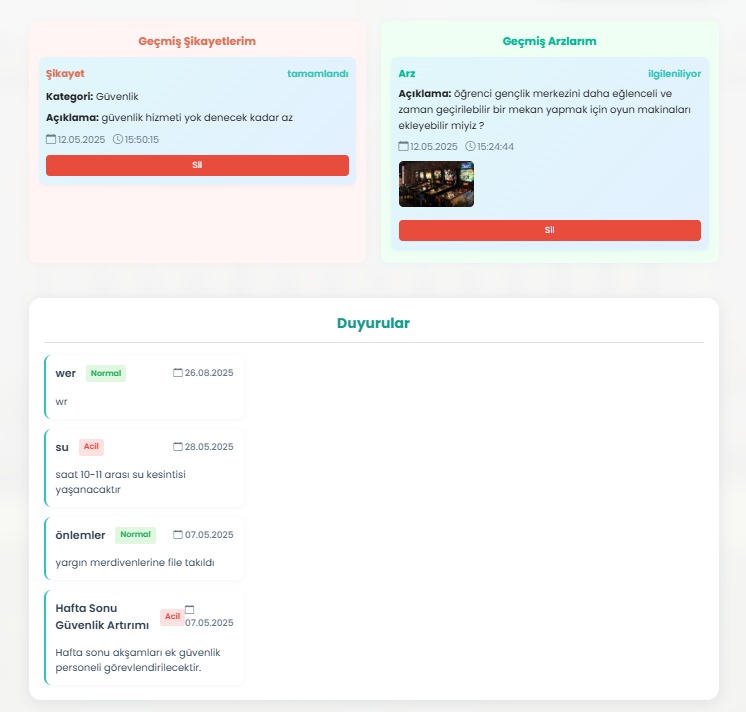 Geçmiş Şikayetlerim
Şikayet tamamlandı
Kategori: Güvenlik
Açıklama: güvenlik hizmeti yok denecek kadar az
12.05.2025 15:50:15
Sil
Geçmiş Arzlarım
Arz ilgileniliyor
Açıklama: öğrenci gençlik merkezini daha eğlenceli ve
zaman geçirilebilir bir mekan yapmak için oyun makinaları
ekleyebilir miyiz ?
12.05.2025 15:24:44
Sil
Duyurular
wer Normal 26.08.2025
wr
su Acil 28.05.2025
saat 10-11 arası su kesintisi
yaşanacaktır
önlemler Normal 07.05.2025
yargın merdivenlerine file takıldı
Hafta Sonu
Güvenlik Artırımı Acil 07.05.2025
Hafta sonu akşamları ek güvenlik
personeli görevlendirilecektir.